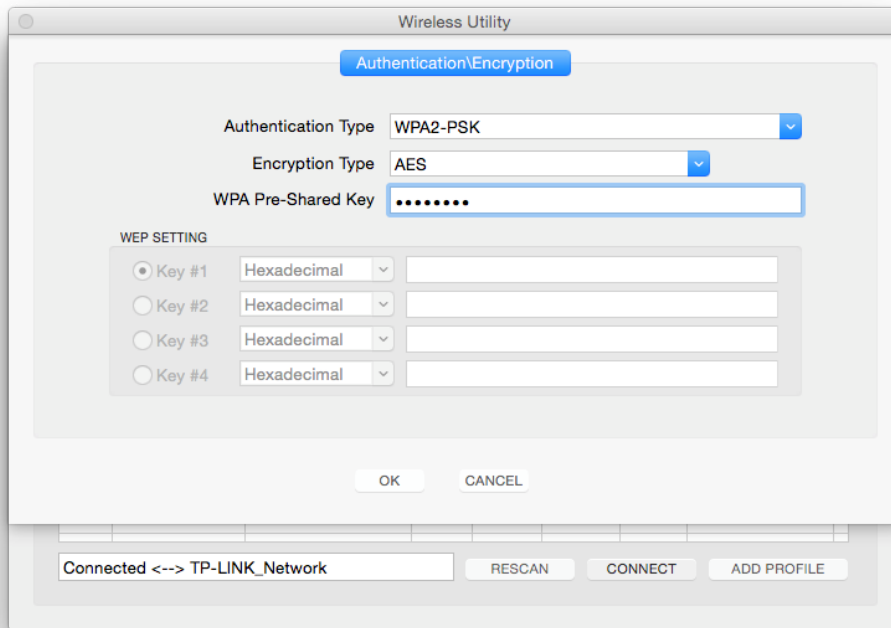 Wireless Utility
Authentication\Encryption
Authentication Type WPA2-PSK
Encryption Type AES
WPA Pre-Shared Key ••••••••
WEP SETTING
Key #1 Hexadecimal
Key #2 Hexadecimal
Key #3 Hexadecimal
Key #4 Hexadecimal
OK CANCEL
Connected <--> TP-LINK_Network RESCAN CONNECT ADD PROFILE